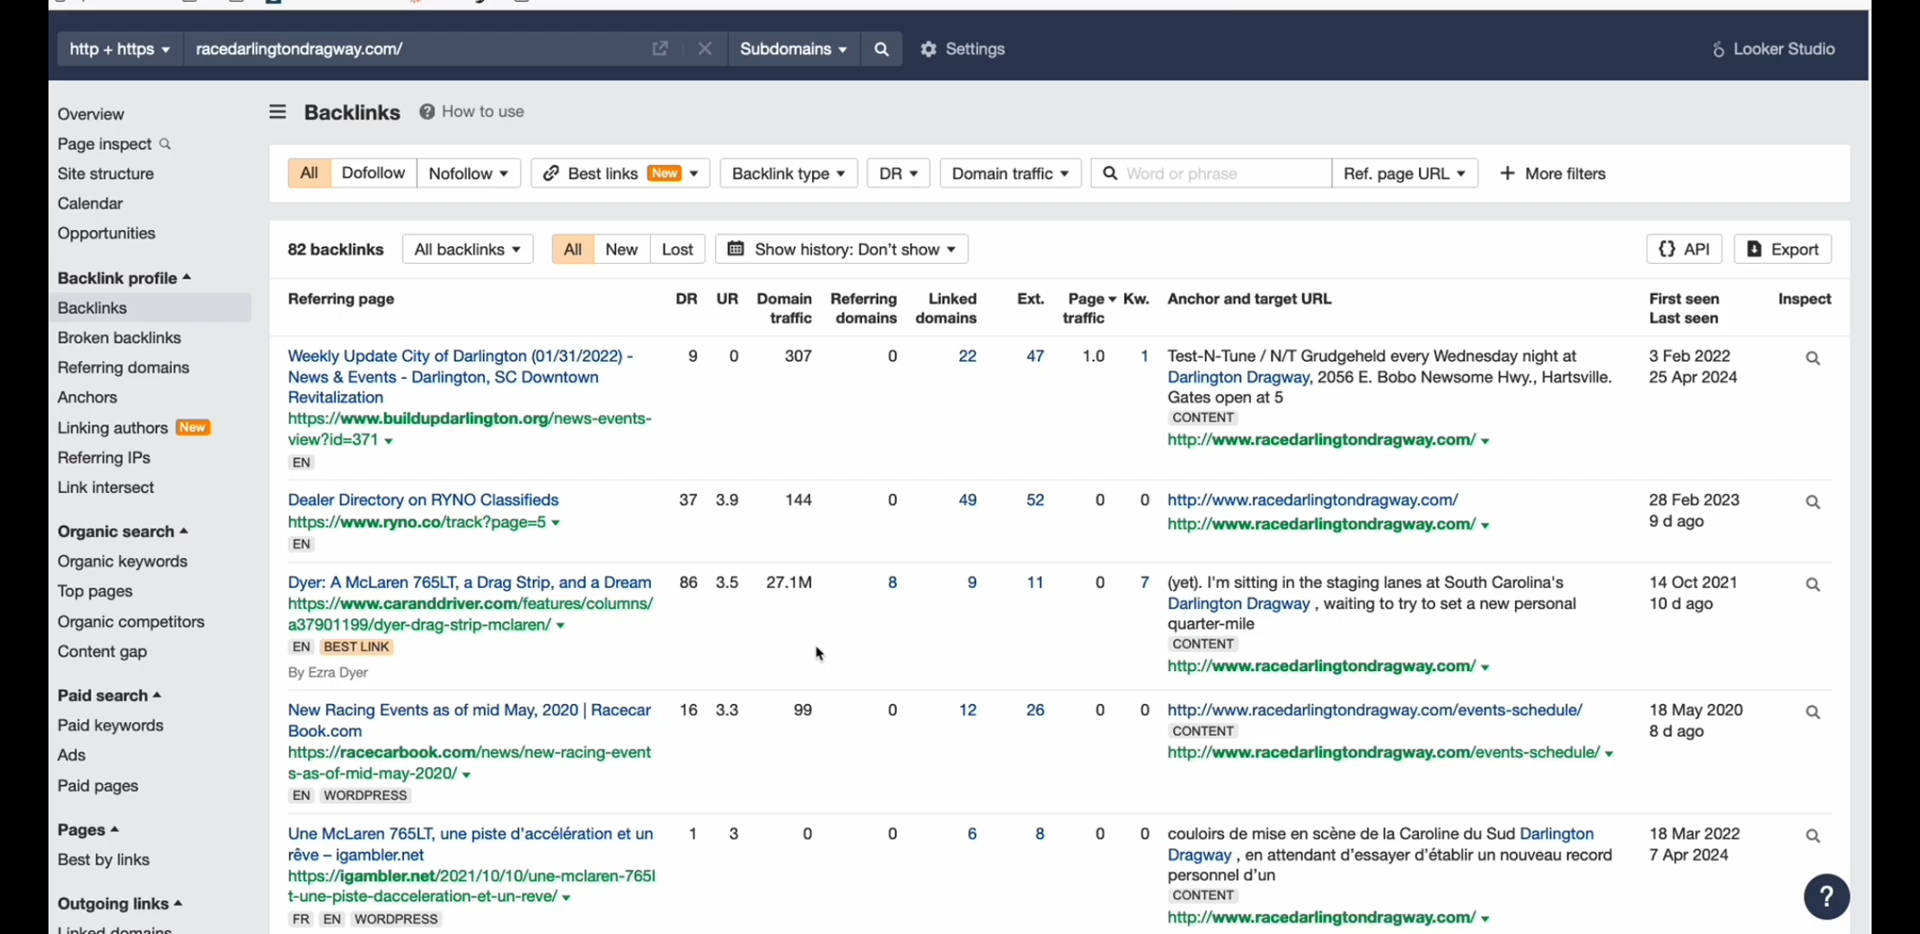 http + https
racedarlingtondragway.com/
Subdomains
Settings
Looker Studio
Overview
Page inspect
Site structure
Calendar
Opportunities
Backlink profile
Backlinks
Broken backlinks
Referring domains
Anchors
Linking authors New
Referring IPs
Link intersect
Organic search
Organic keywords
Top pages
Organic competitors
Content gap
Paid search
Paid keywords
Ads
Paid pages
Pages
Best by links
Outgoing links
Linked domains
Backlinks ? How to use
All Dofollow Nofollow Best links New Backlink type DR Domain traffic Word or phrase Ref. page URL + More filters
82 backlinks All backlinks All New Lost Show history: Don't show {} API Export
Referring page DR UR Domain traffic Referring domains Linked domains Ext. Page traffic Kw. Anchor and target URL First seen Last seen Inspect
Weekly Update City of Darlington (01/31/2022) -
News & Events - Darlington, SC Downtown
Revitalization
https://www.buildupdarlington.org/news-events-
view?id=371
EN
9 0 307 0 22 47 1.0 1
Test-N-Tune / N/T Grudgeheld every Wednesday night at
Darlington Dragway, 2056 E. Bobo Newsome Hwy., Hartsville.
Gates open at 5
CONTENT
http://www.racedarlingtondragway.com/
3 Feb 2022
25 Apr 2024
Dealer Directory on RYNO Classifieds
https://www.ryno.co/track?page=5
EN
37 3.9 144 0 49 52 0 0
http://www.racedarlingtondragway.com/
http://www.racedarlingtondragway.com/
28 Feb 2023
9 d ago
Dyer: A McLaren 765LT, a Drag Strip, and a Dream
https://www.caranddriver.com/features/columns/
a37901199/dyer-drag-strip-mclaren/
EN BEST LINK
By Ezra Dyer
86 3.5 27.1M 8 9 11 0 7
(yet). I'm sitting in the staging lanes at South Carolina's
Darlington Dragway , waiting to try to set a new personal
quarter-mile
CONTENT
http://www.racedarlingtondragway.com/
14 Oct 2021
10 d ago
New Racing Events as of mid May, 2020 | Racecar
Book.com
https://racecarbook.com/news/new-racing-event
s-as-of-mid-may-2020/
EN WORDPRESS
16 3.3 99 0 12 26 0 0
http://www.racedarlingtondragway.com/events-schedule/
CONTENT
http://www.racedarlingtondragway.com/events-schedule/
18 May 2020
8 d ago
Une McLaren 765LT, une piste d'accélération et un
rêve – igambler.net
https://igambler.net/2021/10/10/une-mclaren-765l
t-une-piste-dacceleration-et-un-reve/
FR EN WORDPRESS
1 3 0 0 6 8 0 0
couloirs de mise en scène de la Caroline du Sud Darlington
Dragway , en attendant d'essayer d'établir un nouveau record
personnel d'un
CONTENT
http://www.racedarlingtondragway.com/
18 Mar 2022
7 Apr 2024
?